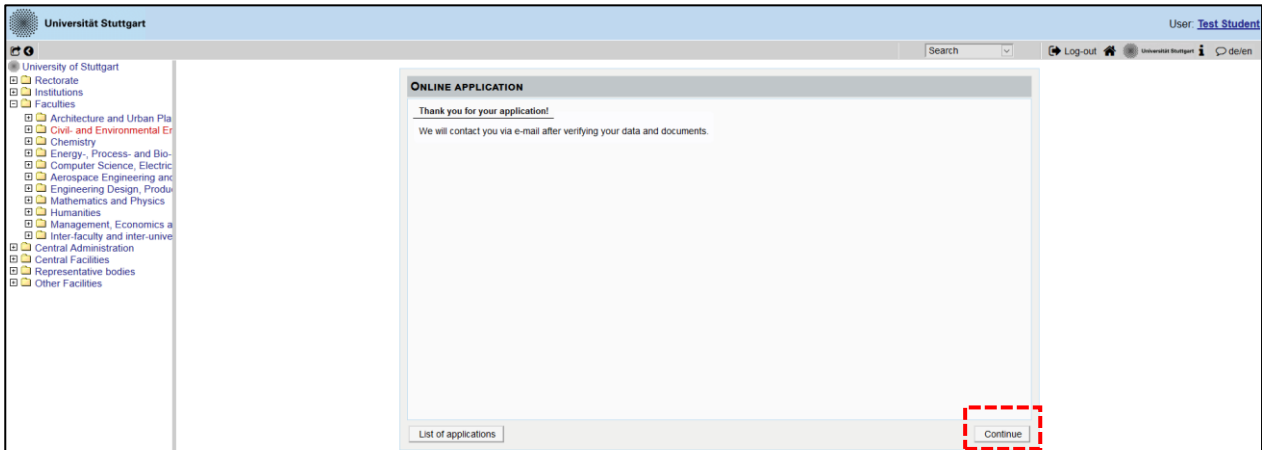 Universität Stuttgart
User: Test Student
Search
Log-out
Universität Stuttgart
de/en
University of Stuttgart
Rectorate
Institutions
Faculties
Architecture and Urban Pla
Civil- and Environmental Er
Chemistry
Energy-, Process- and Bio-
Computer Science, Electric
Aerospace Engineering and
Engineering Design, Produ
Mathematics and Physics
Humanities
Management, Economics a
Inter-faculty and inter-unive
Central Administration
Central Facilities
Representative bodies
Other Facilities
ONLINE APPLICATION
Thank you for your application!
We will contact you via e-mail after verifying your data and documents.
List of applications
Continue